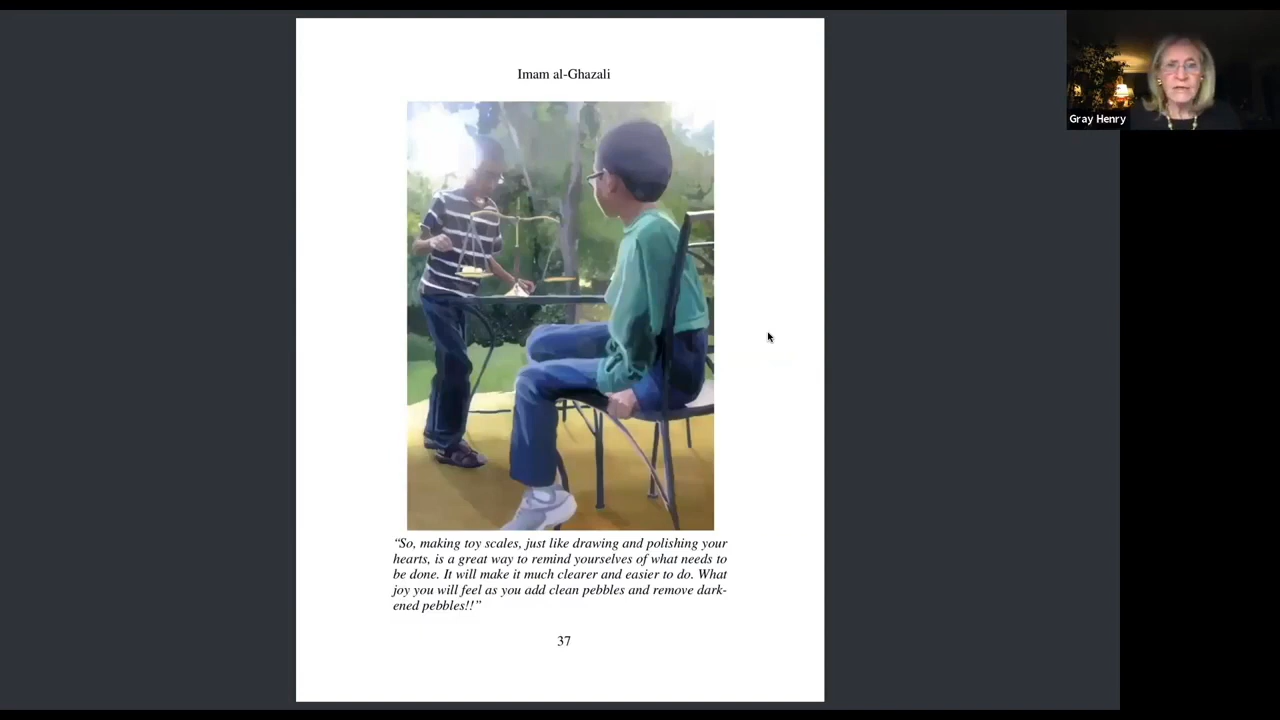 Imam al-Ghazali
Gray Henry
“So, making toy scales, just like drawing and polishing your
hearts, is a great way to remind yourselves of what needs to
be done. It will make it much clearer and easier to do. What
joy you will feel as you add clean pebbles and remove dark-
ened pebbles!!”
37